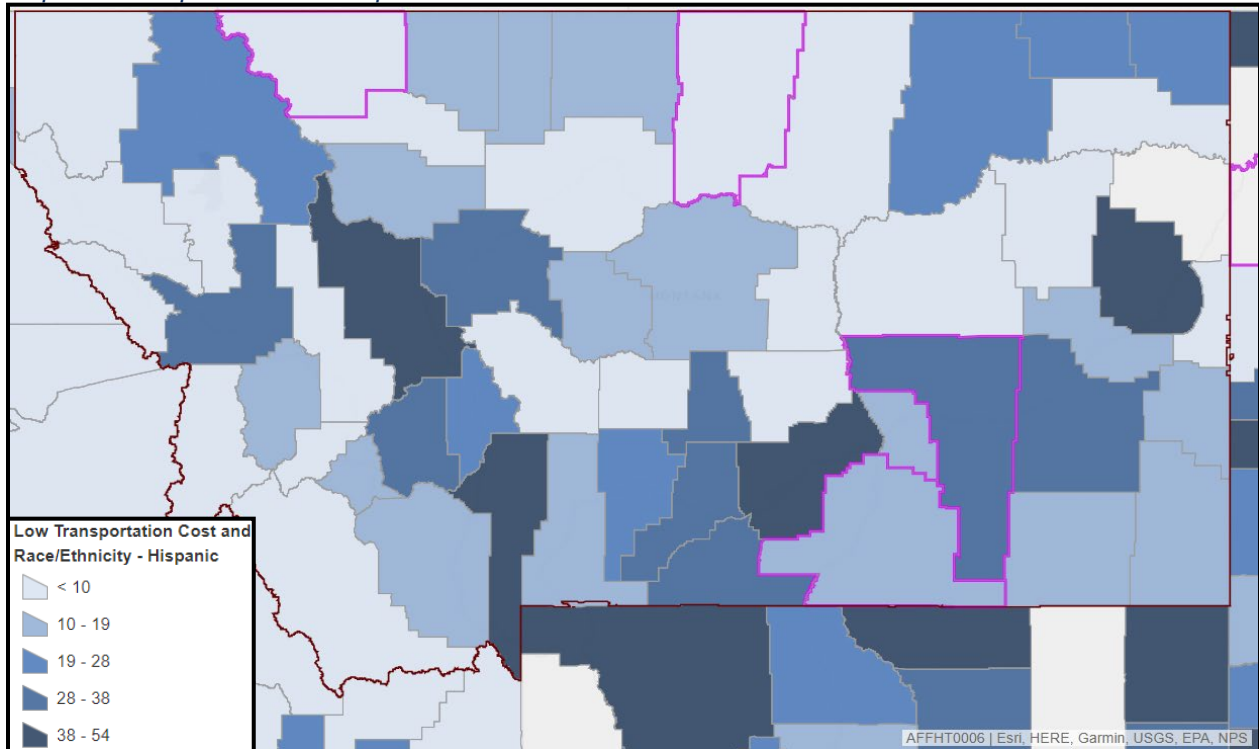 Low Transportation Cost and
Race/Ethnicity - Hispanic
< 10
10 - 19
19 - 28
28 - 38
38 - 54
AFFHT0006 | Esri, HERE, Garmin, USGS, EPA, NPS